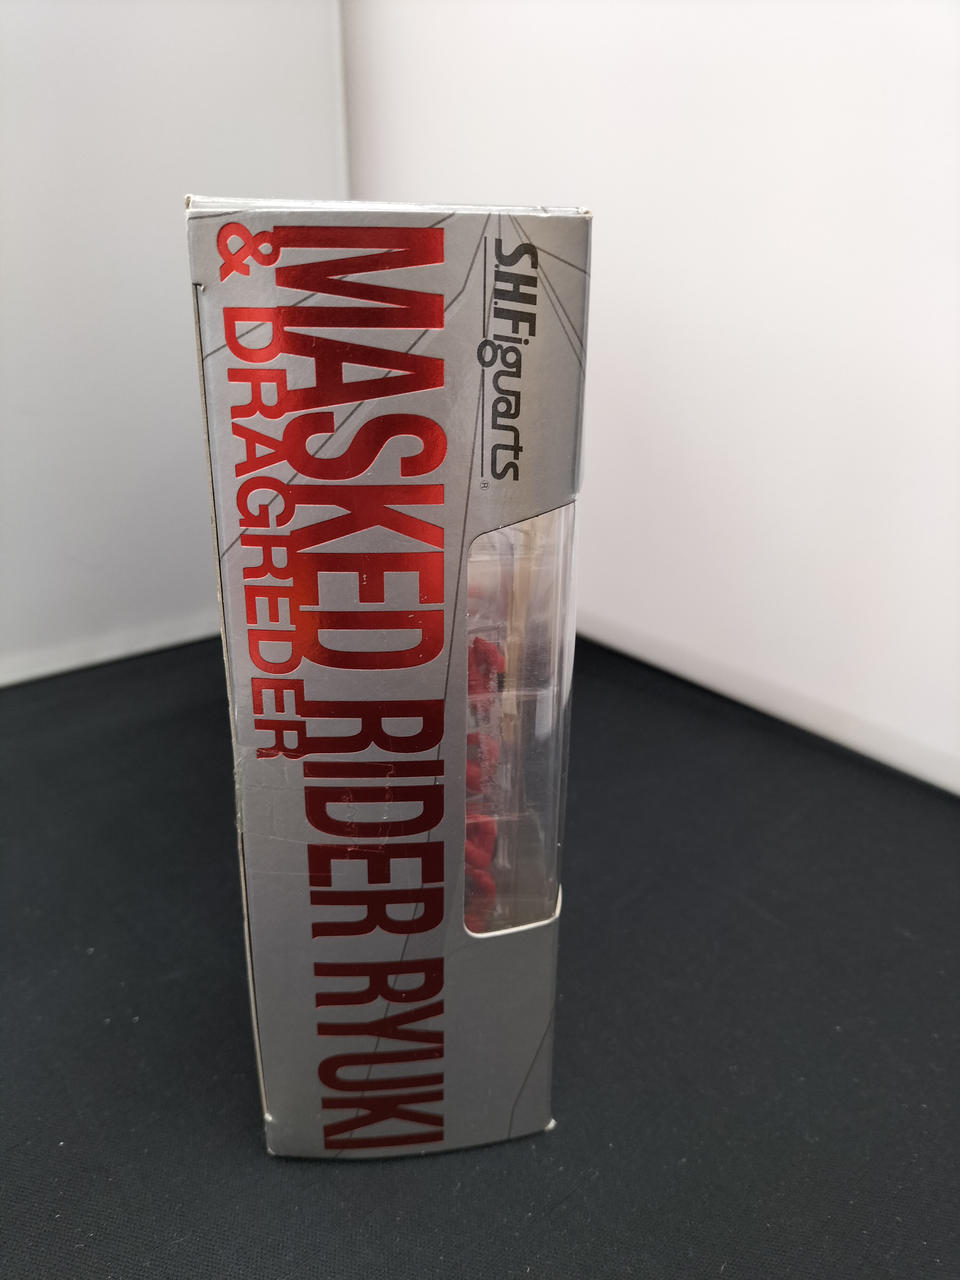 S.H.Figuarts®
MASKED RIDER RYUKI
& DRAGREDER